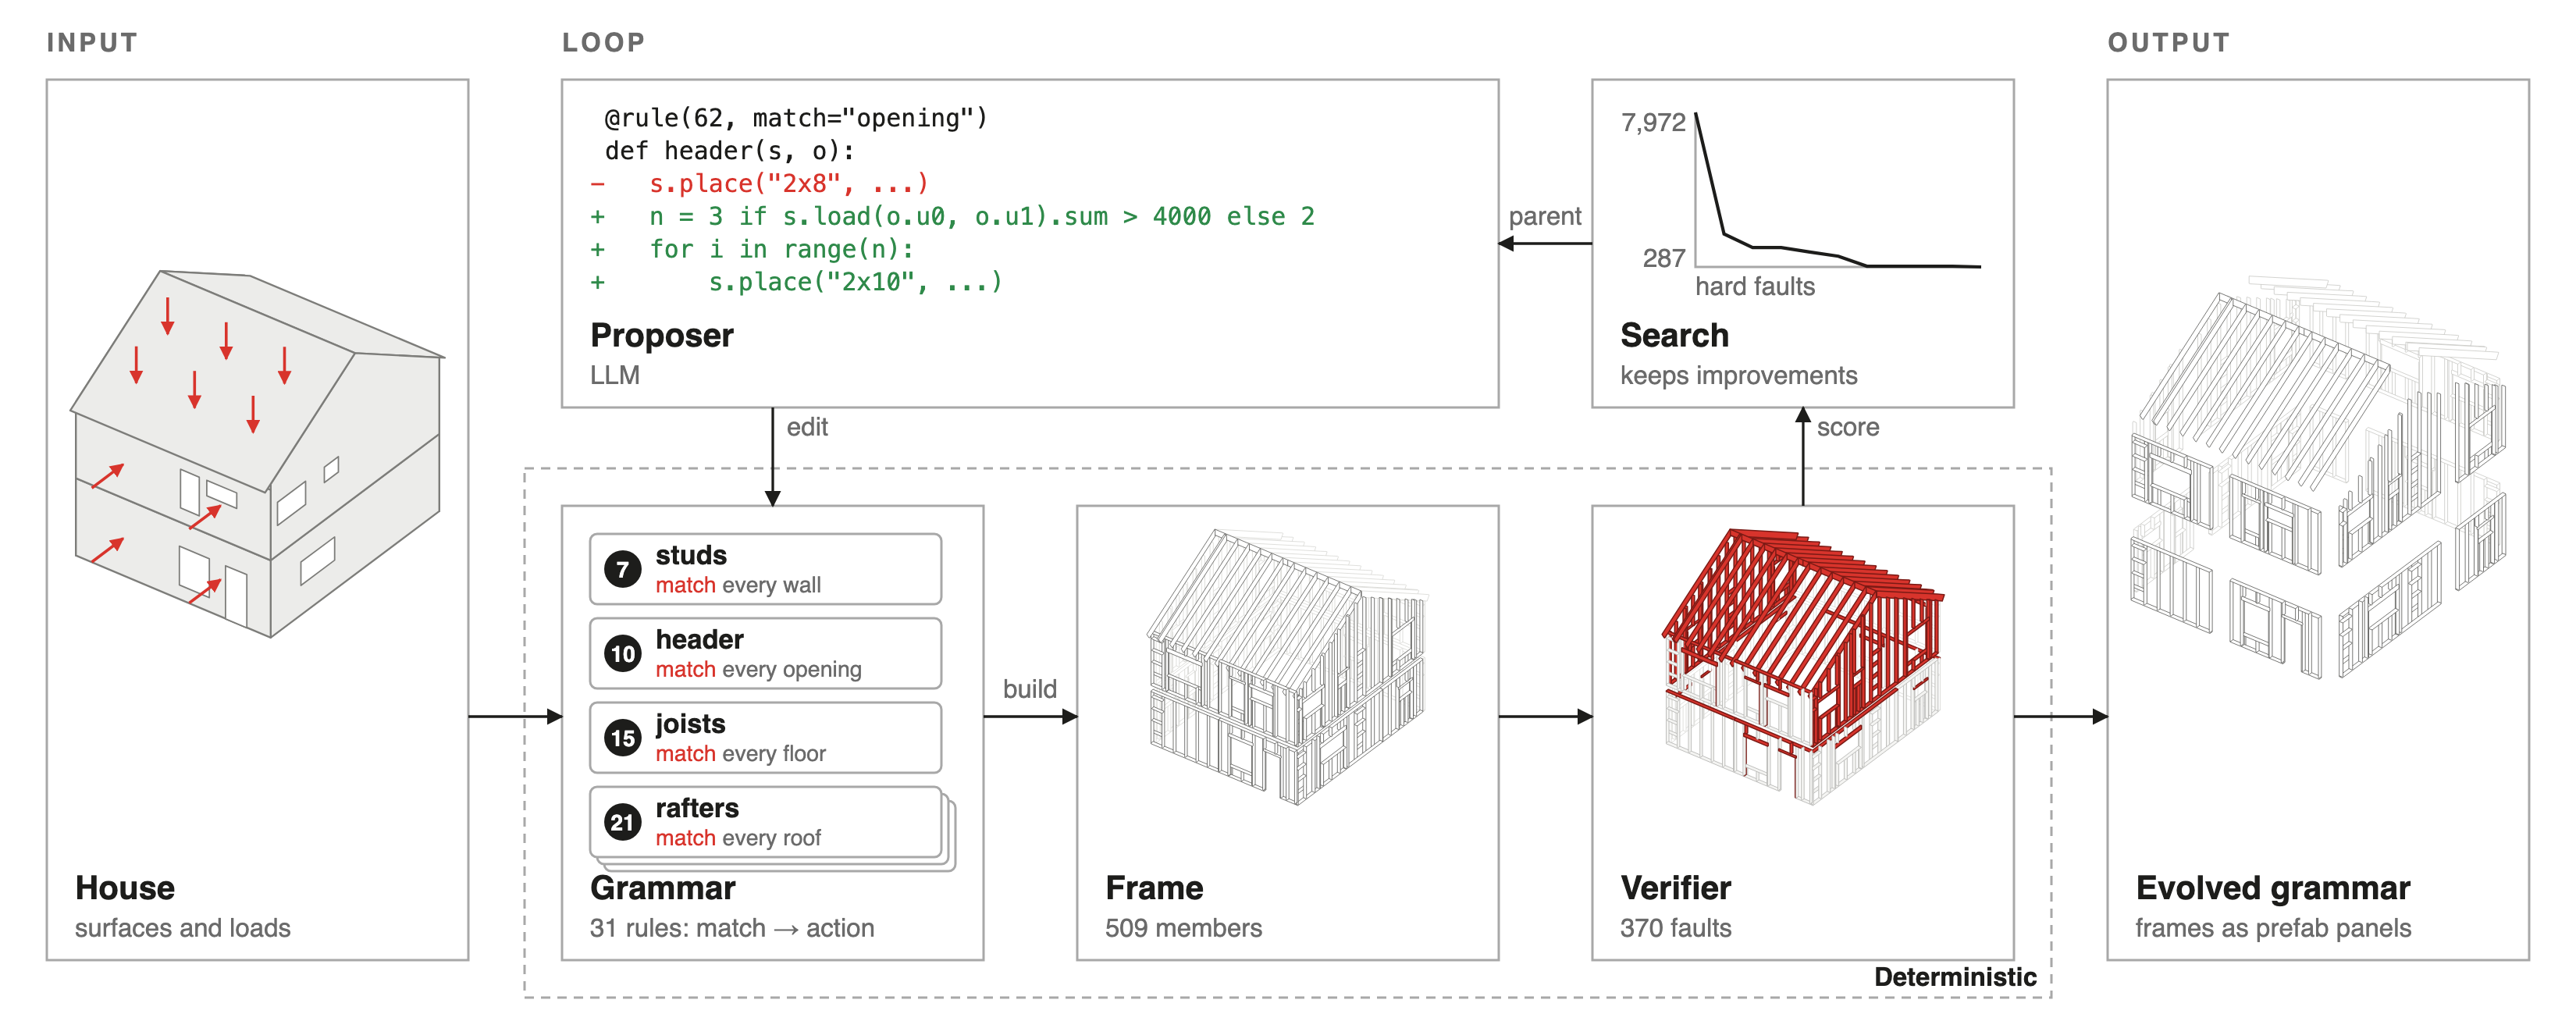 INPUT
LOOP
OUTPUT
@rule(62, match="opening")
def header(s, o):
- s.place("2x8", ...)
+ n = 3 if s.load(o.u0, o.u1).sum > 4000 else 2
+ for i in range(n):
+ s.place("2x10", ...)
Proposer
LLM
parent
7,972
287
hard faults
Search
keeps improvements
edit
score
7
studs
match every wall
10
header
match every opening
15
joists
match every floor
21
rafters
match every roof
build
House
surfaces and loads
Grammar
31 rules: match → action
Frame
509 members
Verifier
370 faults
Deterministic
Evolved grammar
frames as prefab panels